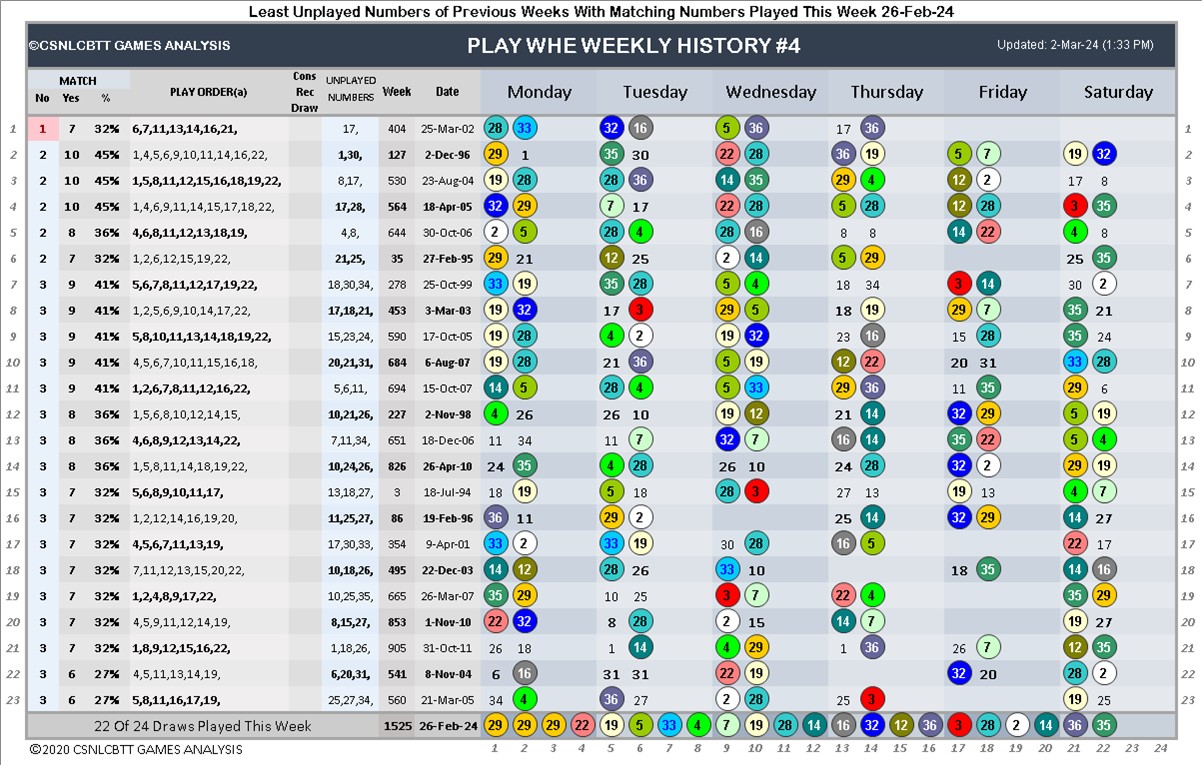 Least Unplayed Numbers of Previous Weeks With Matching Numbers Played This Week 26-Feb-24
©CSNLCBTT GAMES ANALYSIS PLAY WHE WEEKLY HISTORY #4 Updated: 2-Mar-24 (1:33 PM)
MATCH
No Yes % PLAY ORDER(a) Cons Rec Draw UNPLAYED NUMBERS Week Date Monday Tuesday Wednesday Thursday Friday Saturday
1 1 7 32% 6,7,11,13,14,16,21, 17, 404 25-Mar-02 28 33 32 16 5 36 17 36 1
2 2 10 45% 1,4,5,6,9,10,11,14,16,22, 1,30, 127 2-Dec-96 29 1 35 30 22 28 36 19 5 7 19 32 2
3 2 10 45% 1,5,8,11,12,15,16,18,19,22, 8,17, 530 23-Aug-04 19 28 28 36 14 35 29 4 12 2 17 8 3
4 2 10 45% 1,4,6,9,11,14,15,17,18,22, 17,28, 564 18-Apr-05 32 29 7 17 22 28 5 28 12 28 3 35 4
5 2 8 36% 4,6,8,11,12,13,18,19, 4,8, 644 30-Oct-06 2 5 28 4 28 16 8 8 14 22 4 8 5
6 2 7 32% 1,2,6,12,15,19,22, 21,25, 35 27-Feb-95 29 21 12 25 2 14 5 29 25 35 6
7 3 9 41% 5,6,7,8,11,12,17,19,22, 18,30,34, 278 25-Oct-99 33 19 35 28 5 4 18 34 3 14 30 2 7
8 3 9 41% 1,2,5,6,9,10,14,17,22, 17,18,21, 453 3-Mar-03 19 32 17 3 29 5 18 19 29 7 35 21 8
9 3 9 41% 5,8,10,11,13,14,18,19,22, 15,23,24, 590 17-Oct-05 19 28 4 2 19 32 23 16 15 28 35 24 9
10 3 9 41% 4,5,6,7,10,11,15,16,18, 20,21,31, 684 6-Aug-07 19 28 21 36 5 19 12 22 20 31 33 28 10
11 3 9 41% 1,2,6,7,8,11,12,16,22, 5,6,11, 694 15-Oct-07 14 5 28 4 5 33 29 36 11 35 29 6 11
12 3 8 36% 1,5,6,8,10,12,14,15, 10,21,26, 227 2-Nov-98 4 26 26 10 19 12 21 14 32 29 5 19 12
13 3 8 36% 4,6,8,9,12,13,14,22, 7,11,34, 651 18-Dec-06 11 34 11 7 32 7 16 14 35 22 5 4 13
14 3 8 36% 1,5,8,11,14,18,19,22, 10,24,26, 826 26-Apr-10 24 35 4 28 26 10 24 28 32 2 29 19 14
15 3 7 32% 5,6,8,9,10,11,17, 13,18,27, 3 18-Jul-94 18 19 5 18 28 3 27 13 19 13 4 7 15
16 3 7 32% 1,2,12,14,16,19,20, 11,25,27, 86 19-Feb-96 36 11 29 2 25 14 32 29 14 27 16
17 3 7 32% 4,5,6,7,11,13,19, 17,30,33, 354 9-Apr-01 33 2 33 19 30 28 16 5 22 17 17
18 3 7 32% 7,11,12,13,15,20,22, 10,18,26, 495 22-Dec-03 14 12 28 26 33 10 18 35 14 16 18
19 3 7 32% 1,2,4,8,9,17,22, 10,25,35, 665 26-Mar-07 35 29 10 25 3 7 22 4 35 29 19
20 3 7 32% 4,5,9,11,12,14,19, 8,15,27, 853 1-Nov-10 22 32 8 28 2 15 14 7 19 27 20
21 3 7 32% 1,8,9,12,15,16,22, 1,18,26, 905 31-Oct-11 26 18 1 14 4 29 1 36 26 7 12 35 21
22 3 6 27% 4,5,11,13,14,19, 6,20,31, 541 8-Nov-04 6 16 31 31 22 19 32 20 28 2 22
23 3 6 27% 5,8,11,16,17,19, 25,27,34, 560 21-Mar-05 34 4 36 27 2 28 25 3 19 25 23
22 Of 24 Draws Played This Week 1525 26-Feb-24 29 29 29 22 19 5 33 4 7 19 28 14 16 32 12 36 3 28 2 14 36 35
©2020 CSNLCBTT GAMES ANALYSIS 1 2 3 4 5 6 7 8 9 10 11 12 13 14 15 16 17 18 19 20 21 22 23 24